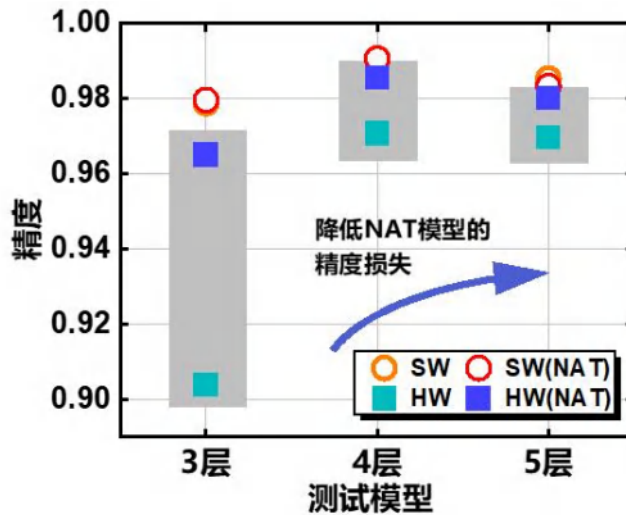 1.00
0.98
0.96
0.94
0.92
0.90
精度
降低NAT模型的
精度损失
SW SW(NAT)
HW HW(NAT)
3层 4层 5层
测试模型